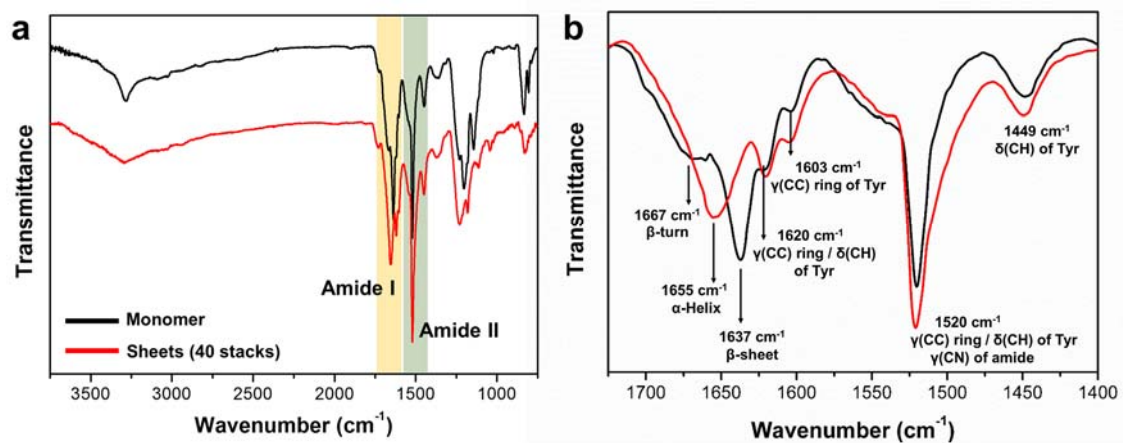 a
Transmittance
Amide I
Amide II
Monomer
Sheets (40 stacks)
3500 3000 2500 2000 1500 1000
Wavenumber (cm⁻¹)
b
Transmittance
1449 cm⁻¹
δ(CH) of Tyr
1603 cm⁻¹
γ(CC) ring of Tyr
1667 cm⁻¹
β-turn
1620 cm⁻¹
γ(CC) ring / δ(CH)
of Tyr
1655 cm⁻¹
α-Helix
1637 cm⁻¹
β-sheet
1520 cm⁻¹
γ(CC) ring / δ(CH) of Tyr
γ(CN) of amide
1700 1650 1600 1550 1500 1450 1400
Wavenumber (cm⁻¹)